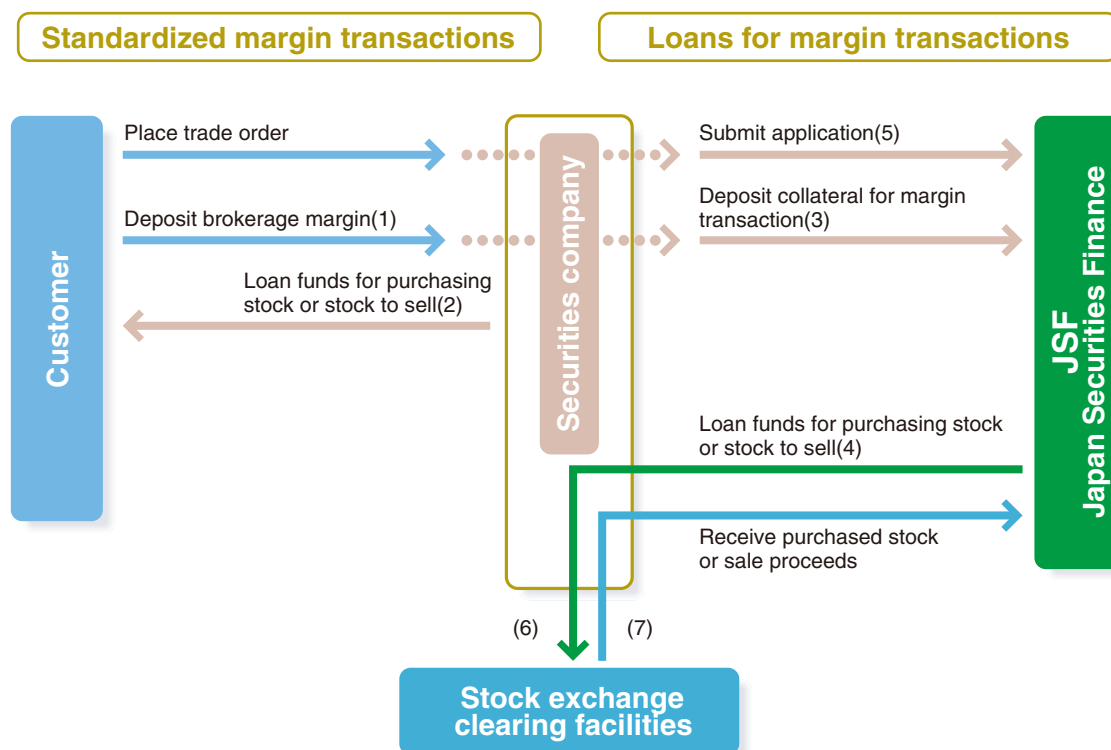 Standardized margin transactions
Loans for margin transactions
Customer
Place trade order
Deposit brokerage margin(1)
Loan funds for purchasing
stock or stock to sell(2)
Securities company
Submit application(5)
Deposit collateral for margin
transaction(3)
Loan funds for purchasing stock
or stock to sell(4)
Receive purchased stock
or sale proceeds
JSF
Japan Securities Finance
(6)
(7)
Stock exchange
clearing facilities